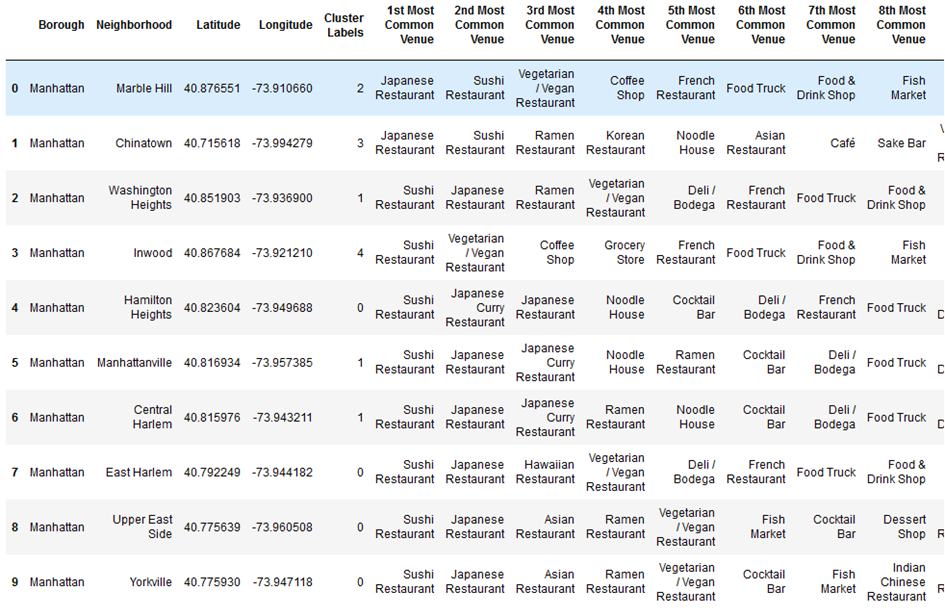 Borough Neighborhood Latitude Longitude Cluster Labels 1st Most Common Venue 2nd Most Common Venue 3rd Most Common Venue 4th Most Common Venue 5th Most Common Venue 6th Most Common Venue 7th Most Common Venue 8th Most Common Venue
0 Manhattan Marble Hill 40.876551 -73.910660 2 Japanese Restaurant Sushi Restaurant Vegetarian / Vegan Restaurant Coffee Shop French Restaurant Food Truck Food & Drink Shop Fish Market
1 Manhattan Chinatown 40.715618 -73.994279 3 Japanese Restaurant Sushi Restaurant Ramen Restaurant Korean Restaurant Noodle House Asian Restaurant Café Sake Bar
2 Manhattan Washington Heights 40.851903 -73.936900 1 Sushi Restaurant Japanese Restaurant Ramen Restaurant Vegetarian / Vegan Restaurant Deli / Bodega French Restaurant Food Truck Food & Drink Shop
3 Manhattan Inwood 40.867684 -73.921210 4 Sushi Restaurant Vegetarian / Vegan Restaurant Coffee Shop Grocery Store French Restaurant Food Truck Food & Drink Shop Fish Market
4 Manhattan Hamilton Heights 40.823604 -73.949688 0 Sushi Restaurant Japanese Curry Restaurant Japanese Restaurant Noodle House Cocktail Bar Deli / Bodega French Restaurant Food Truck
5 Manhattan Manhattanville 40.816934 -73.957385 1 Sushi Restaurant Japanese Restaurant Japanese Curry Restaurant Noodle House Ramen Restaurant Cocktail Bar Deli / Bodega Food Truck
6 Manhattan Central Harlem 40.815976 -73.943211 1 Sushi Restaurant Japanese Restaurant Japanese Curry Restaurant Ramen Restaurant Noodle House Cocktail Bar Deli / Bodega Food Truck
7 Manhattan East Harlem 40.792249 -73.944182 0 Sushi Restaurant Japanese Restaurant Hawaiian Restaurant Vegetarian / Vegan Restaurant Deli / Bodega French Restaurant Food Truck Food & Drink Shop
8 Manhattan Upper East Side 40.775639 -73.960508 0 Sushi Restaurant Japanese Restaurant Asian Restaurant Ramen Restaurant Vegetarian / Vegan Restaurant Fish Market Cocktail Bar Dessert Shop
9 Manhattan Yorkville 40.775930 -73.947118 0 Sushi Restaurant Japanese Restaurant Asian Restaurant Ramen Restaurant Vegetarian / Vegan Restaurant Cocktail Bar Fish Market Indian Chinese Restaurant